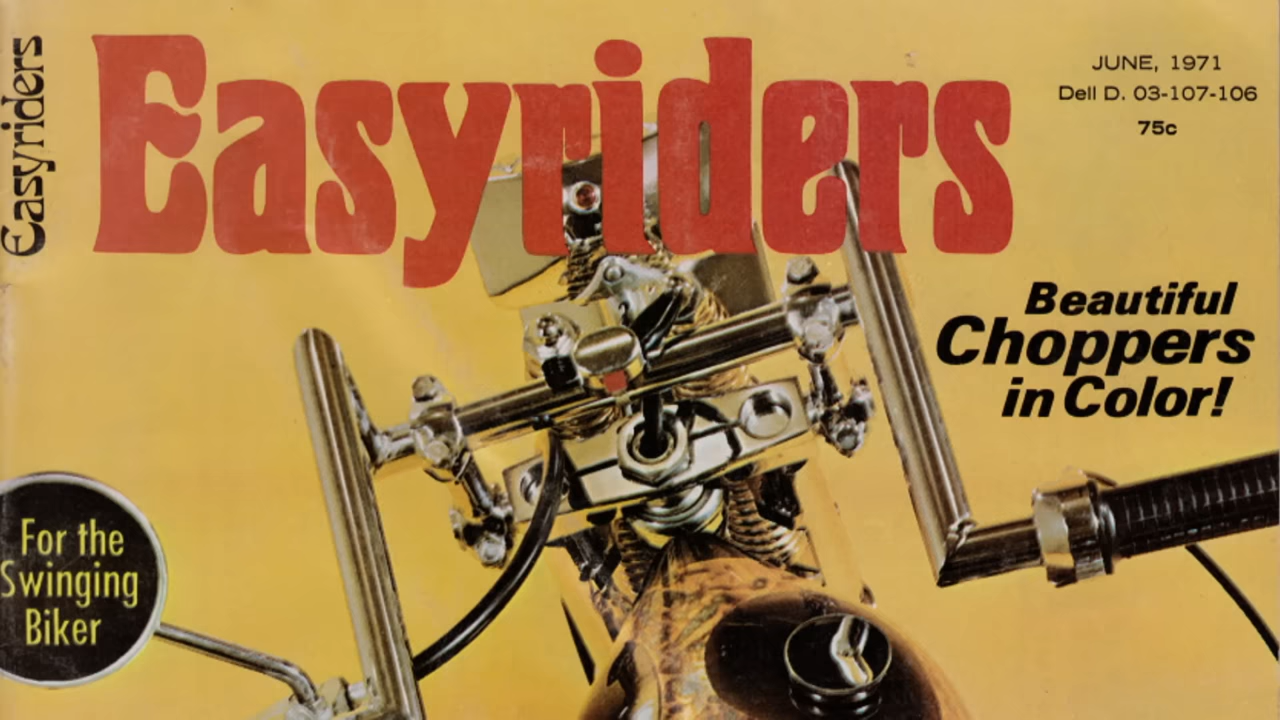 Easyriders
Easyriders
JUNE, 1971
Dell D. 03-107-106
75c
Beautiful
Choppers
in Color!
For the
Swinging
Biker